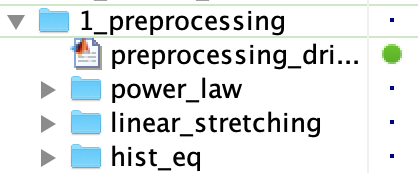 1_preprocessing
preprocessing_dri...
power_law
linear_stretching
hist_eq